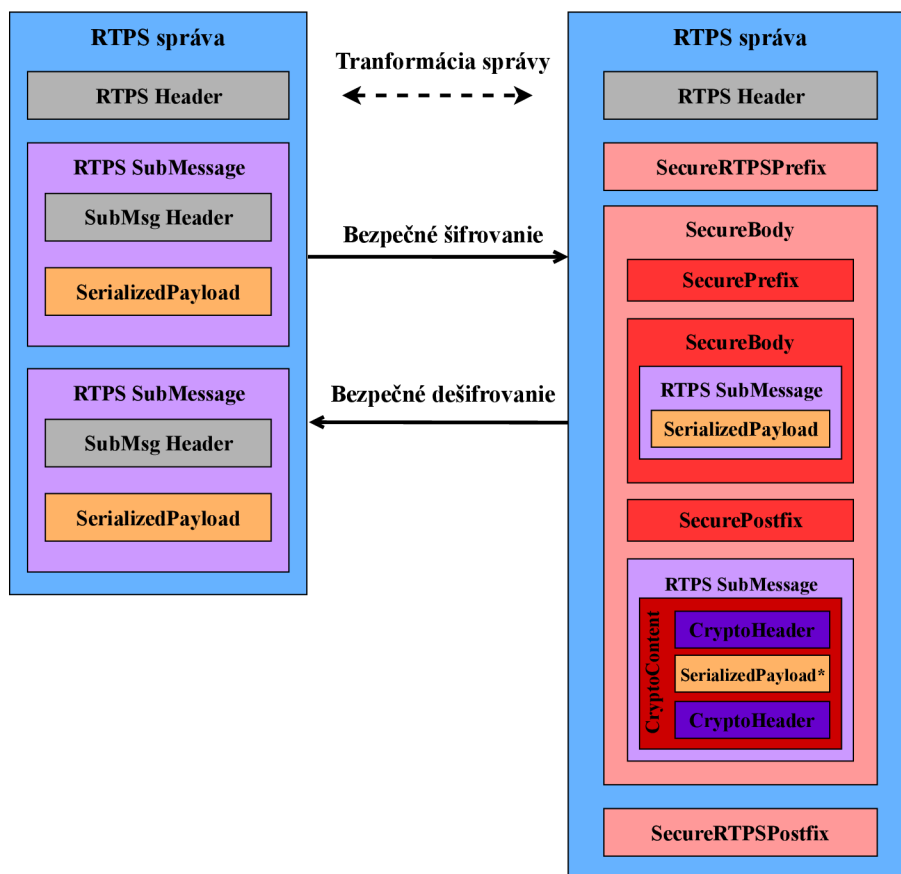 RTPS správa
RTPS Header
RTPS SubMessage
SubMsg Header
SerializedPayload
RTPS SubMessage
SubMsg Header
SerializedPayload
Tranformácia správy
Bezpečné šifrovanie
Bezpečné dešifrovanie
RTPS správa
RTPS Header
SecureRTPSPrefix
SecureBody
SecurePrefix
SecureBody
RTPS SubMessage
SerializedPayload
SecurePostfix
RTPS SubMessage
CryptoContent
CryptoHeader
SerializedPayload*
CryptoHeader
SecureRTPSPostfix